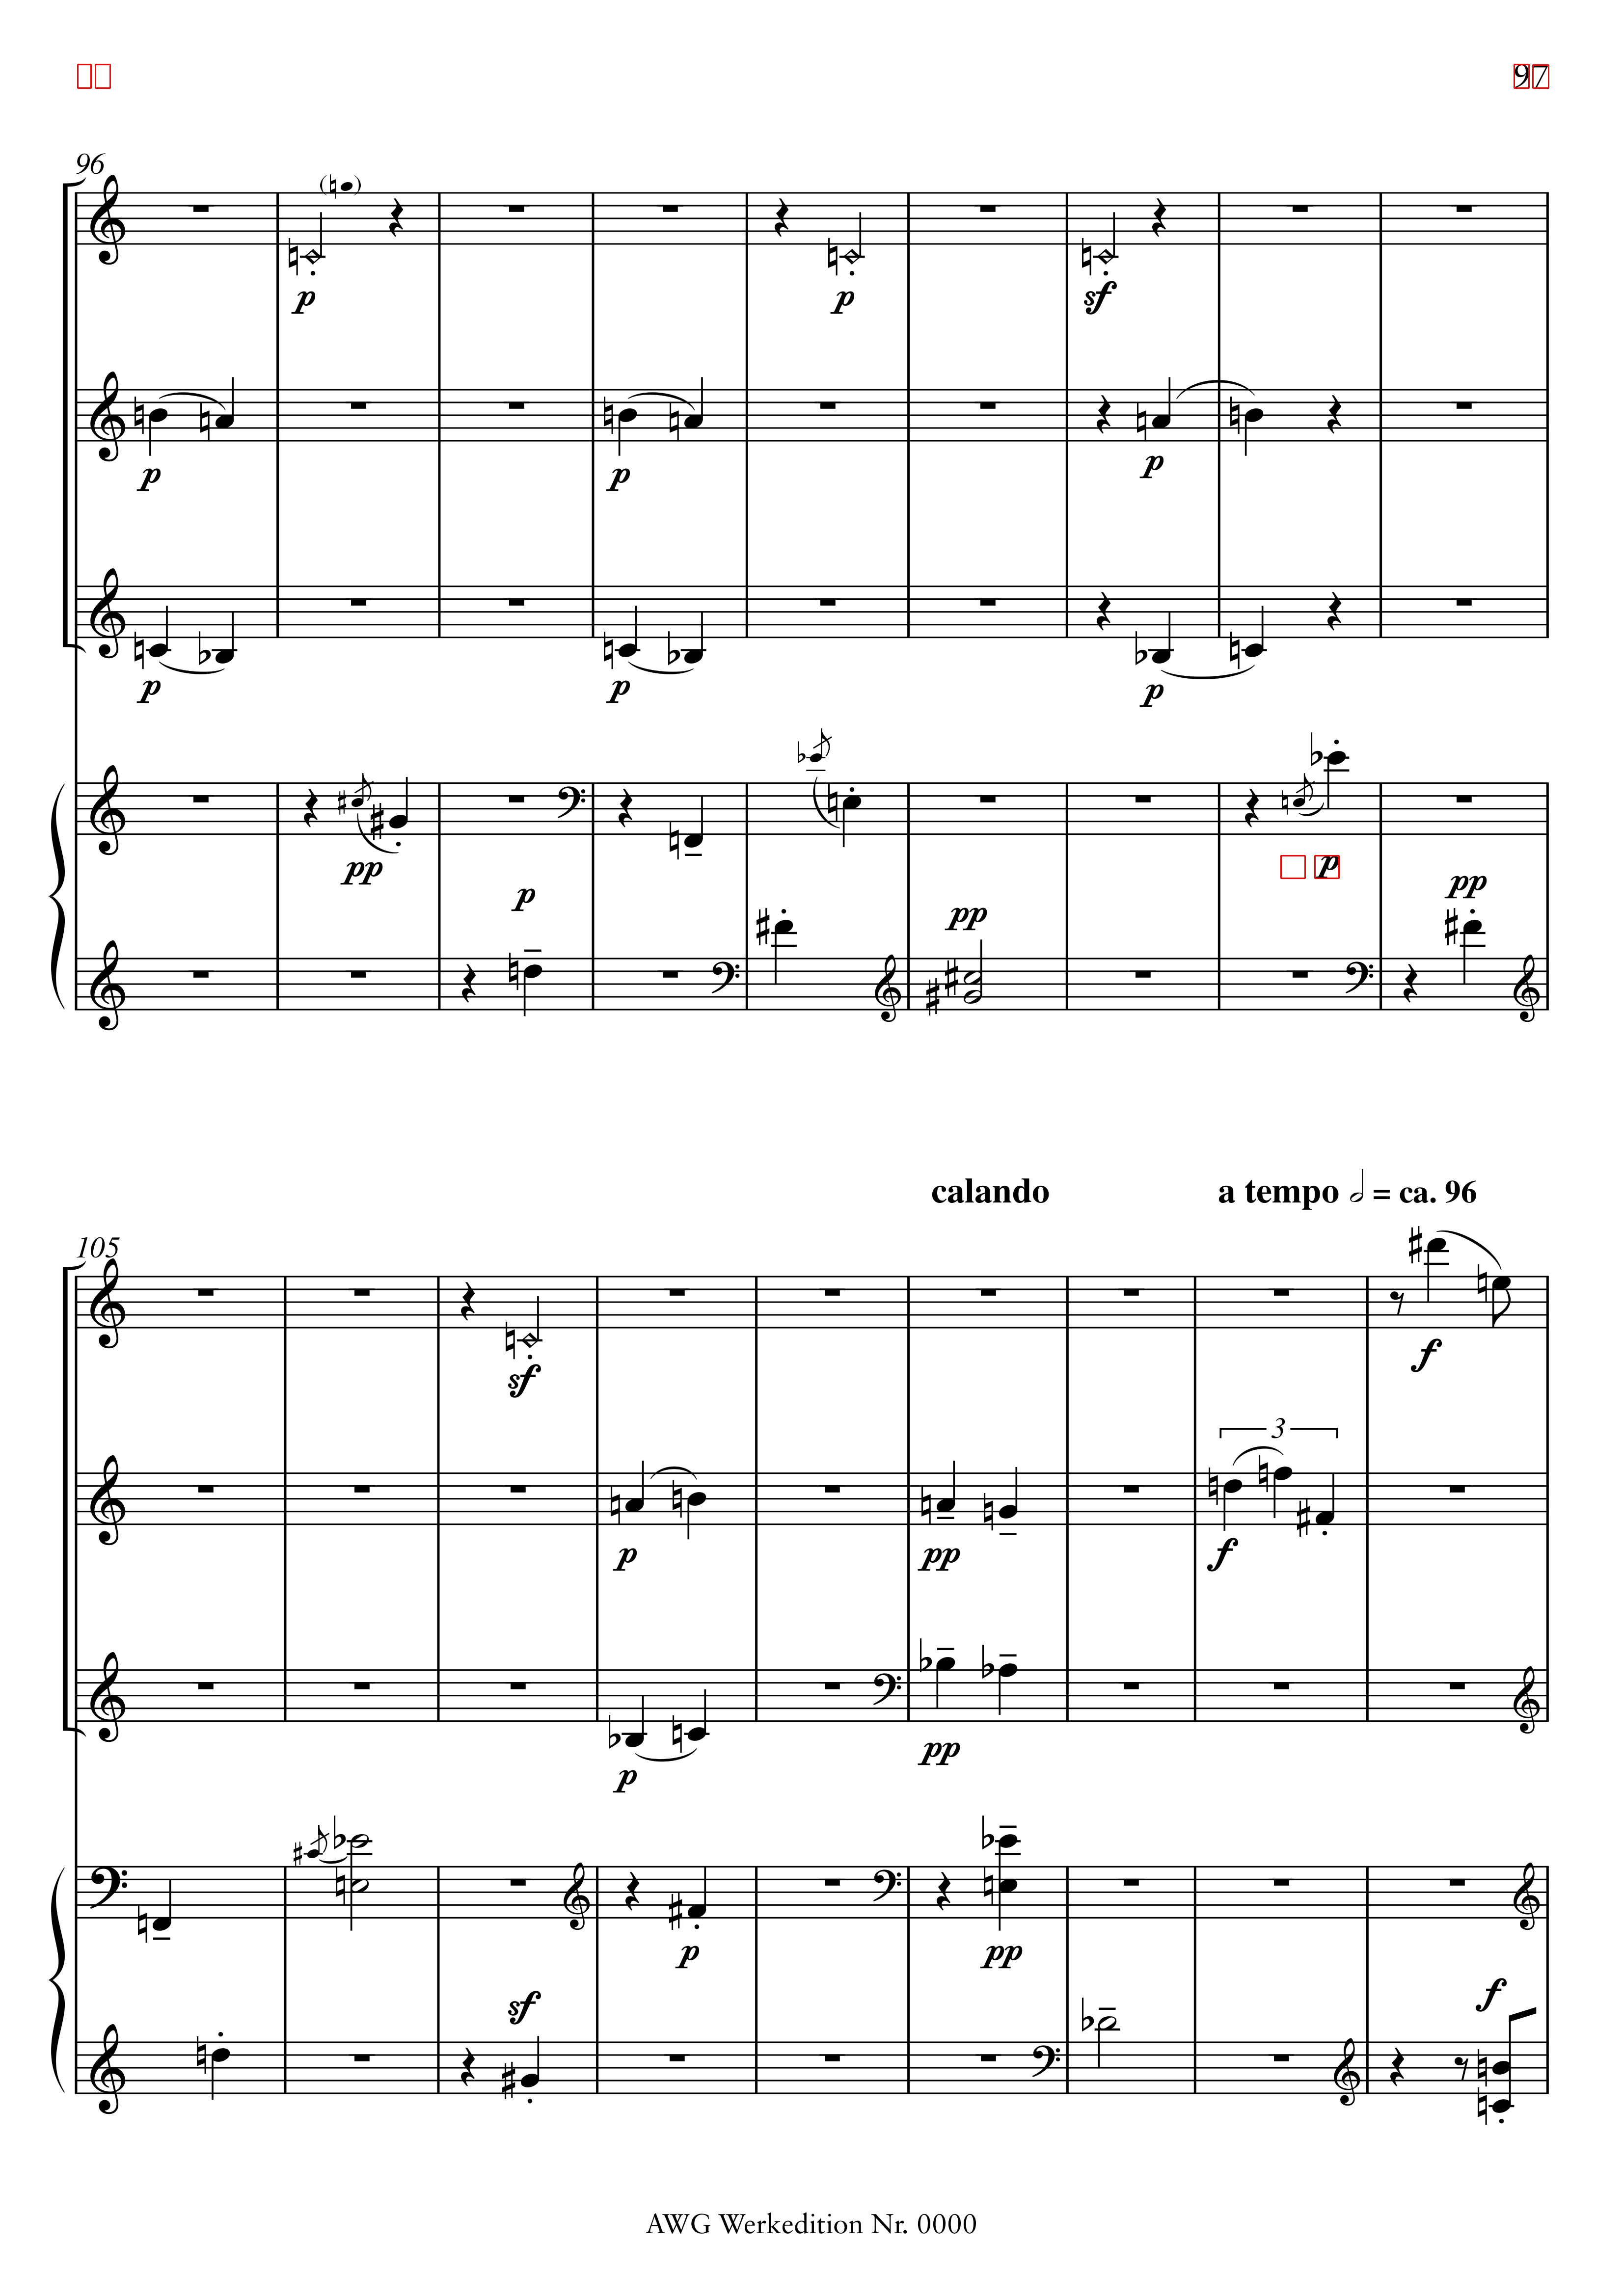 97
96
p p sf
p p p
p p p
pp
p
p pp pp
calando a tempo = ca. 96
105
sf f
3
p pp f
p pp
p pp
sf f
AWG Werkedition Nr. 0000